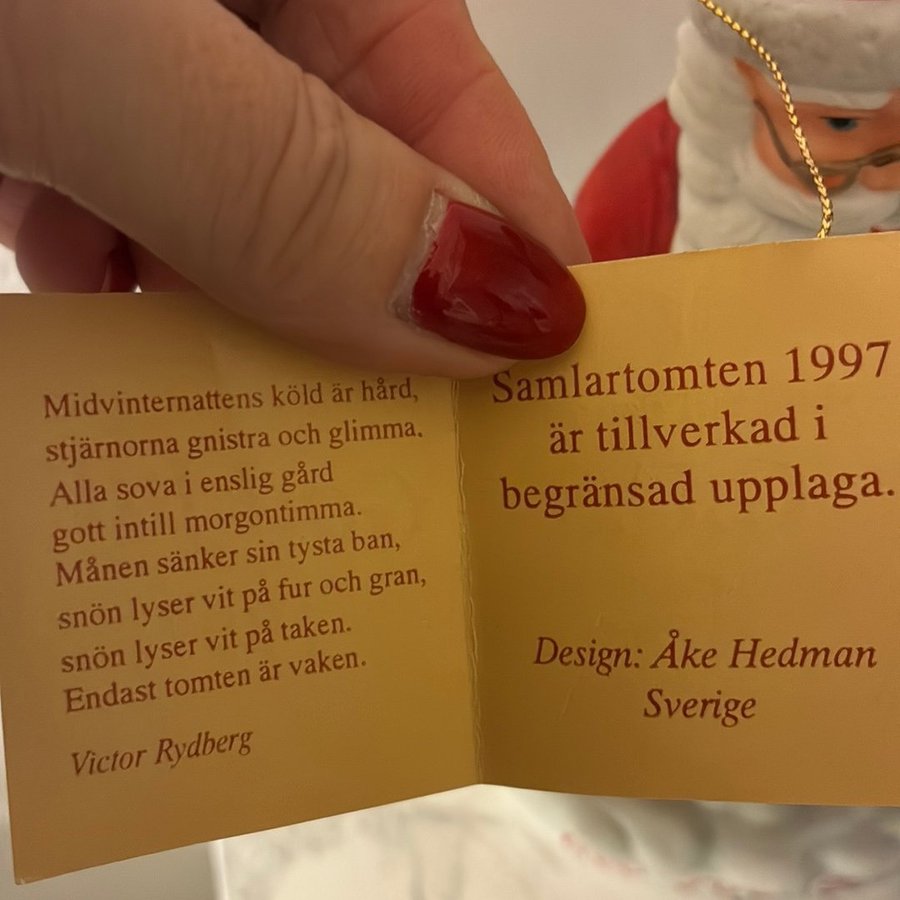 Midvinternattens köld är hård,
stjärnorna gnistra och glimma.
Alla sova i enslig gård
gott intill morgontimma.
Månen sänker sin tysta ban,
snön lyser vit på fur och gran,
snön lyser vit på taken.
Endast tomten är vaken.
Victor Rydberg
Samlartomten 1997
är tillverkad i
begränsad upplaga.
Design: Åke Hedman
Sverige